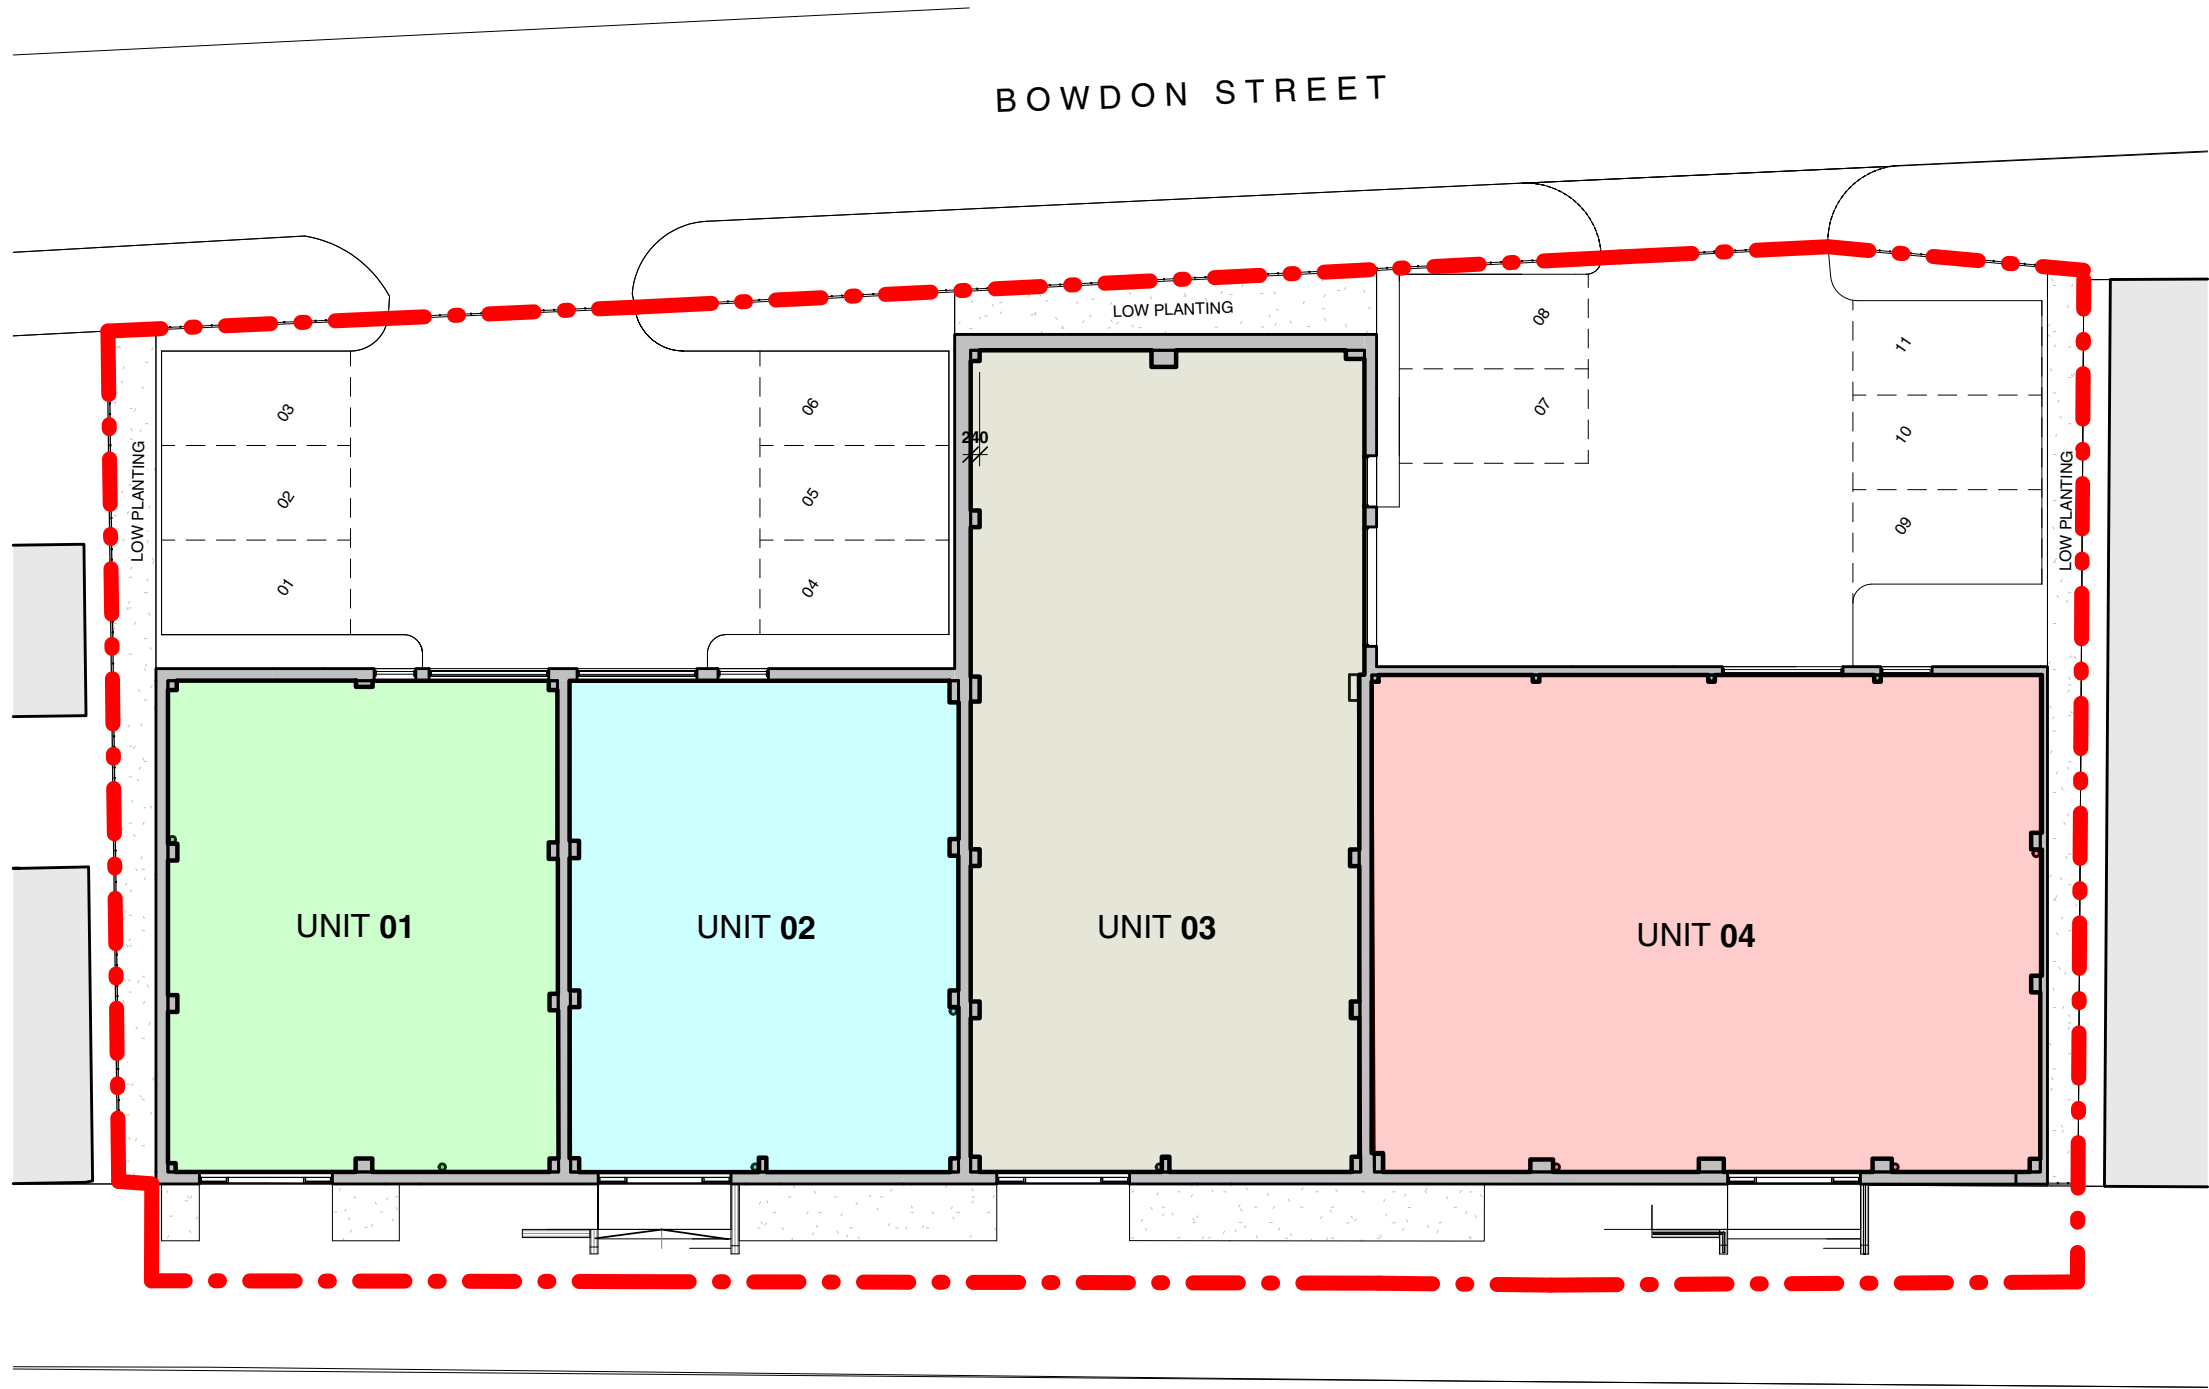 BOWDON STREET
LOW PLANTING
08
07
11
10
09
03
02
01
06
05
04
240
LOW PLANTING
LOW PLANTING
UNIT 01
UNIT 02
UNIT 03
UNIT 04